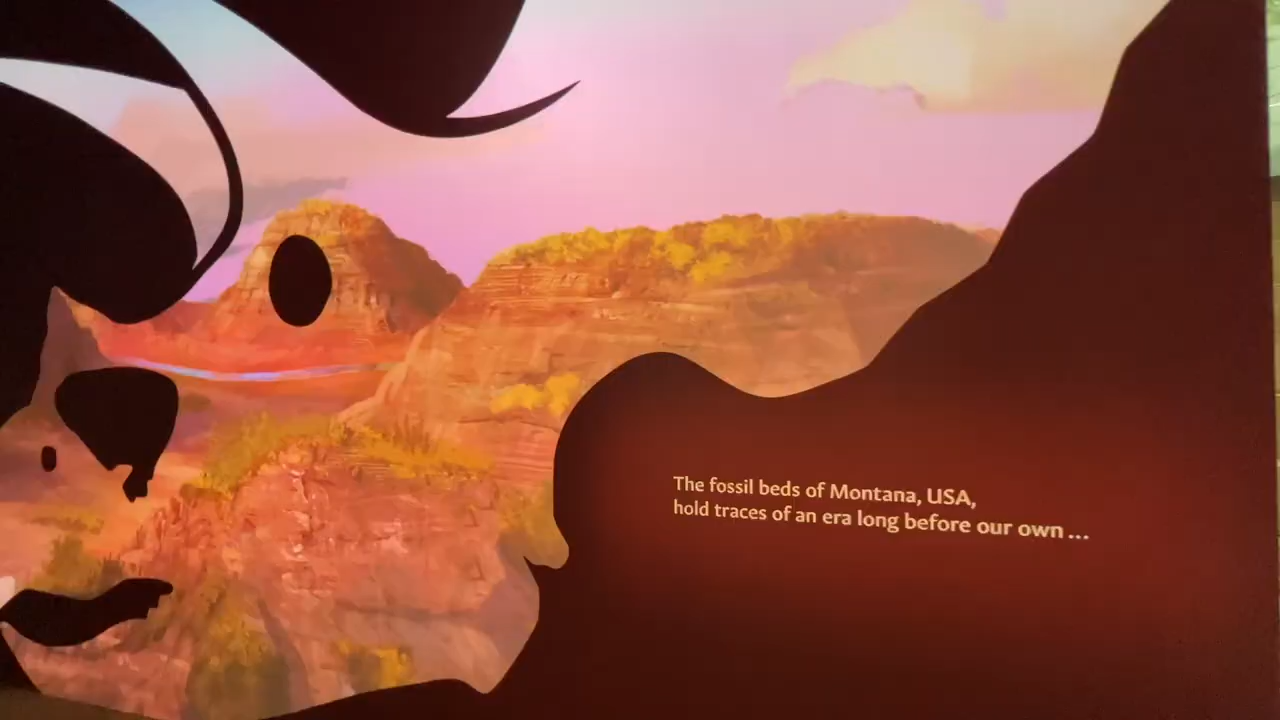 The fossil beds of Montana, USA,
hold traces of an era long before our own ...